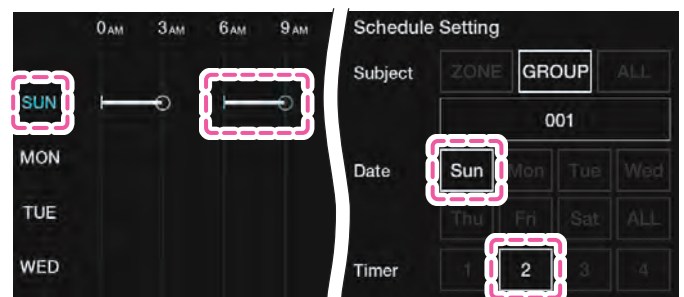 0AM 3AM 6AM 9AM
SUN
MON
TUE
WED
Schedule Setting
Subject ZONE GROUP ALL
001
Date Sun Mon Tue Wed
Thu Fri Sat ALL
Timer 1 2 3 4